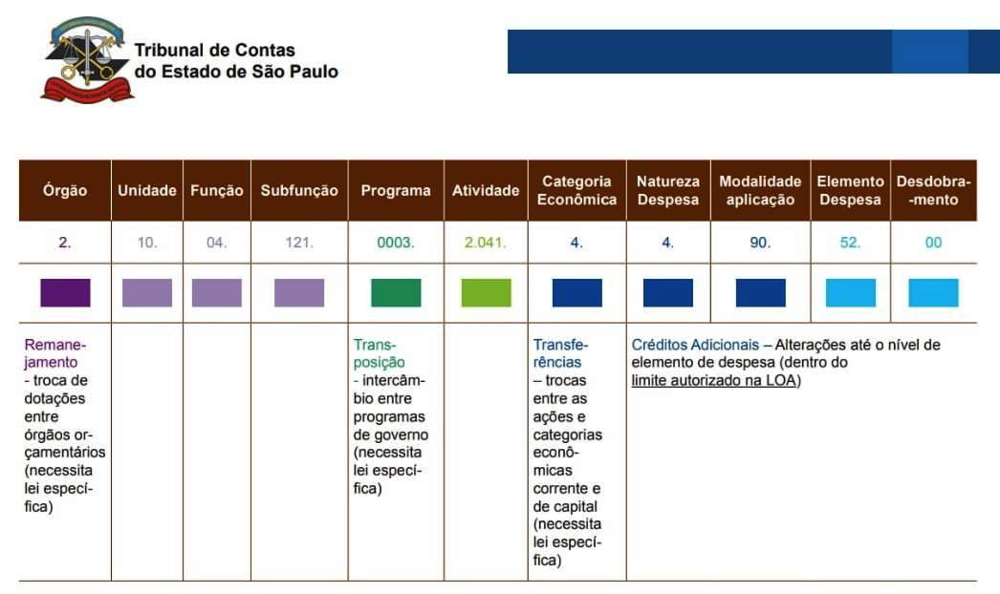 Tribunal de Contas
do Estado de São Paulo
Órgão
Unidade
Função
Subfunção
Programa
Atividade
Categoria
Econômica
Natureza
Despesa
Modalidade
aplicação
Elemento
Despesa
Desdobra-
-mento
2.
10.
04.
121.
0003.
2.041.
4.
4.
90.
52.
00
Remane-
jamento
- troca de
dotações
entre
órgãos or-
çamentários
(necessita
lei especí-
fica)
Trans-
posição
- intercâm-
bio entre
programas
de governo
(necessita
lei especí-
fica)
Transfe-
rências
– trocas
entre as
ações e
categorias
econô-
micas
corrente e
de capital
(necessita
lei especí-
fica)
Créditos Adicionais – Alterações até o nível de
elemento de despesa (dentro do
limite autorizado na LOA)